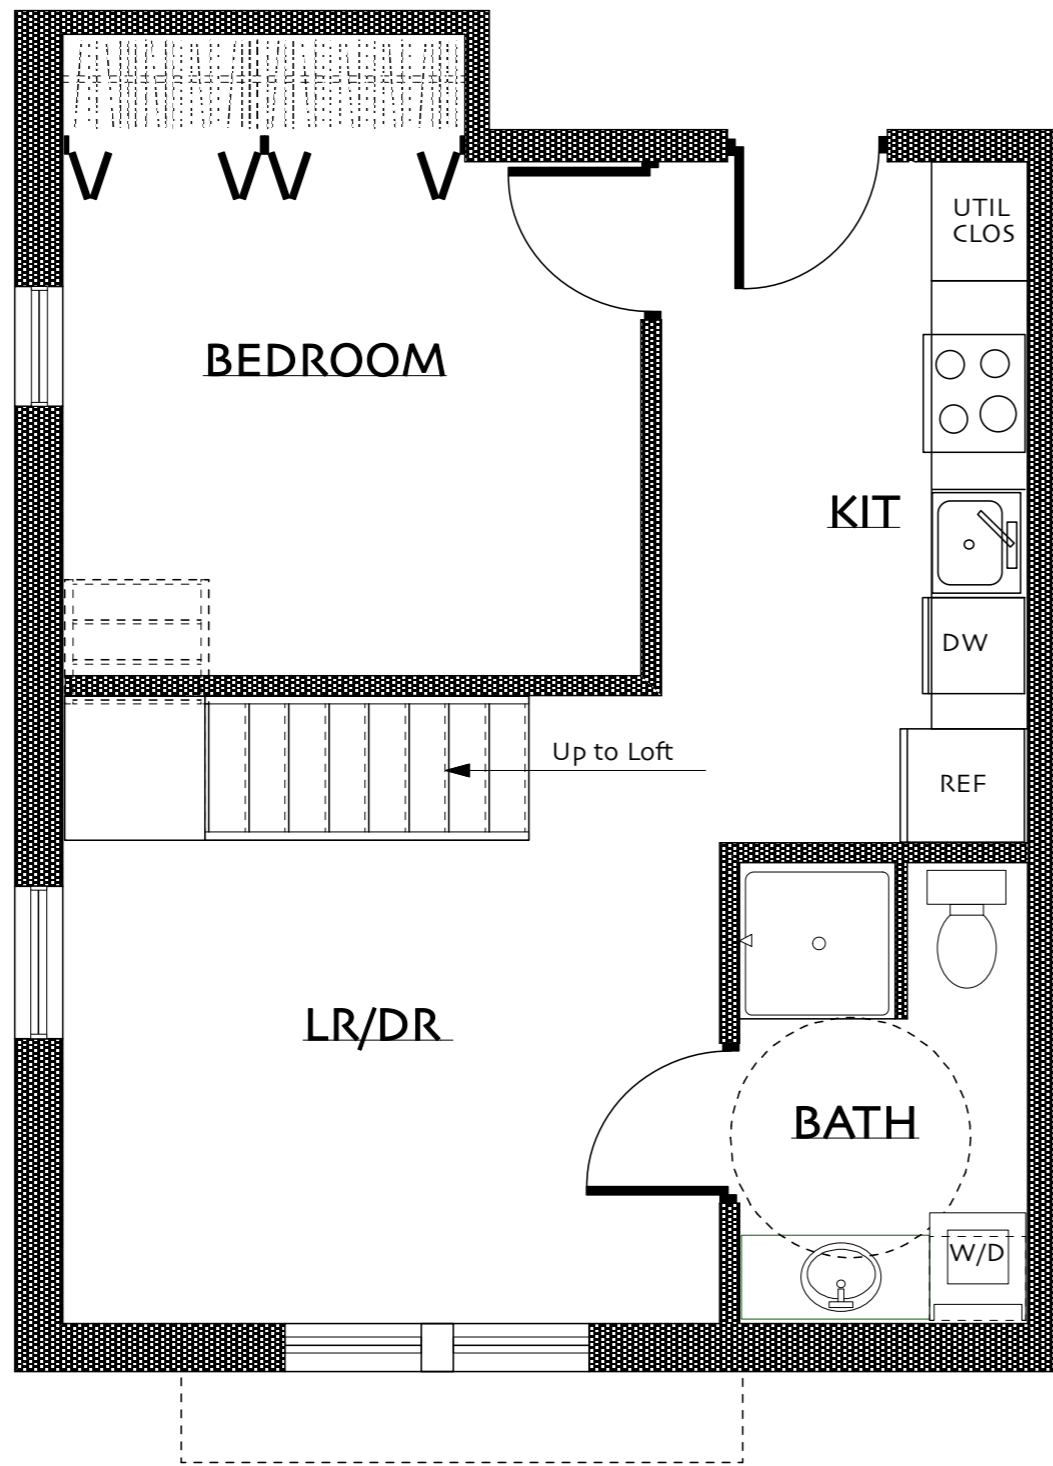 UTIL
CLOS
BEDROOM
KIT
DW
Up to Loft
REF
LR/DR
BATH
W/D